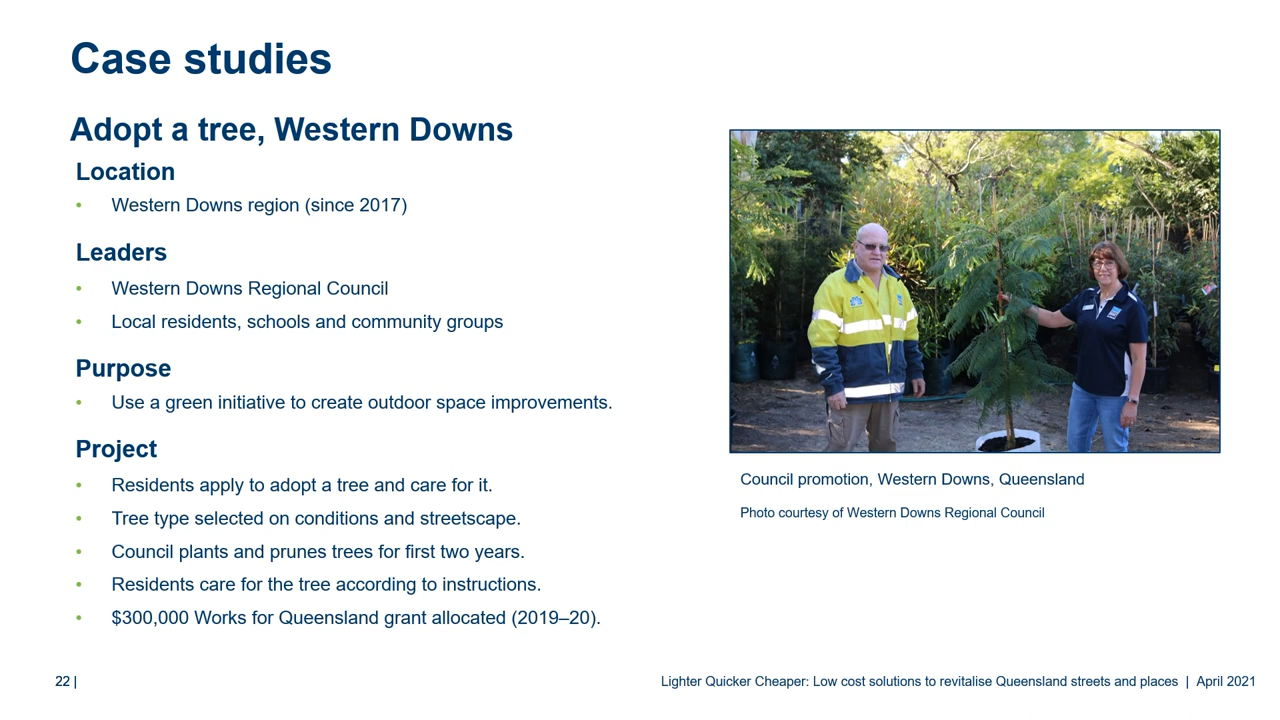 Case studies
Adopt a tree, Western Downs
Location
• Western Downs region (since 2017)
Leaders
• Western Downs Regional Council
• Local residents, schools and community groups
Purpose
• Use a green initiative to create outdoor space improvements.
Project
• Residents apply to adopt a tree and care for it.
• Tree type selected on conditions and streetscape.
• Council plants and prunes trees for first two years.
• Residents care for the tree according to instructions.
• $300,000 Works for Queensland grant allocated (2019–20).
Council promotion, Western Downs, Queensland
Photo courtesy of Western Downs Regional Council
22 |
Lighter Quicker Cheaper: Low cost solutions to revitalise Queensland streets and places | April 2021